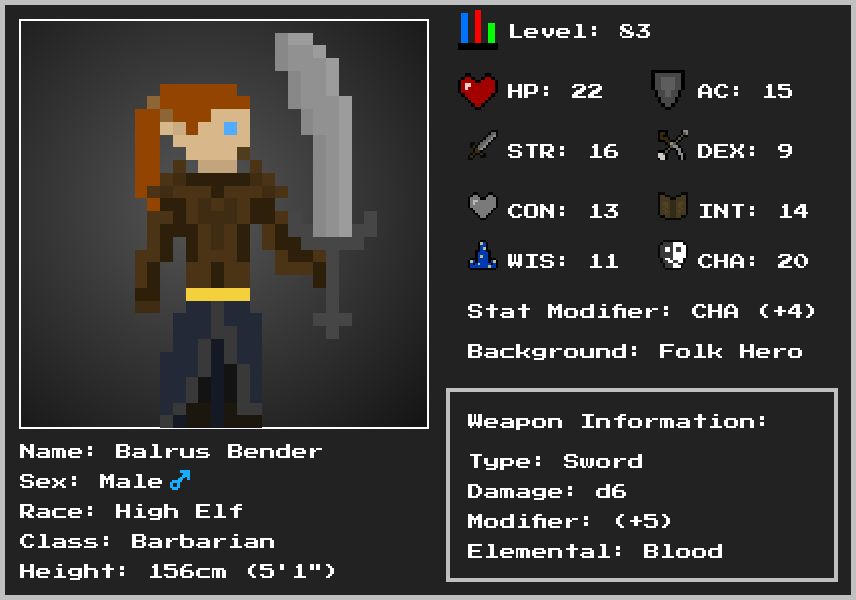 Level: 83
HP: 22 AC: 15
STR: 16 DEX: 9
CON: 13 INT: 14
WIS: 11 CHA: 20
Stat Modifier: CHA (+4)
Background: Folk Hero
Weapon Information:
Type: Sword
Damage: d6
Modifier: (+5)
Elemental: Blood
Name: Balrus Bender
Sex: Male♂
Race: High Elf
Class: Barbarian
Height: 156cm (5'1")